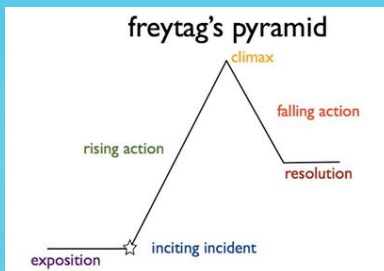 freytag's pyramid
climax
falling action
rising action
resolution
inciting incident
exposition